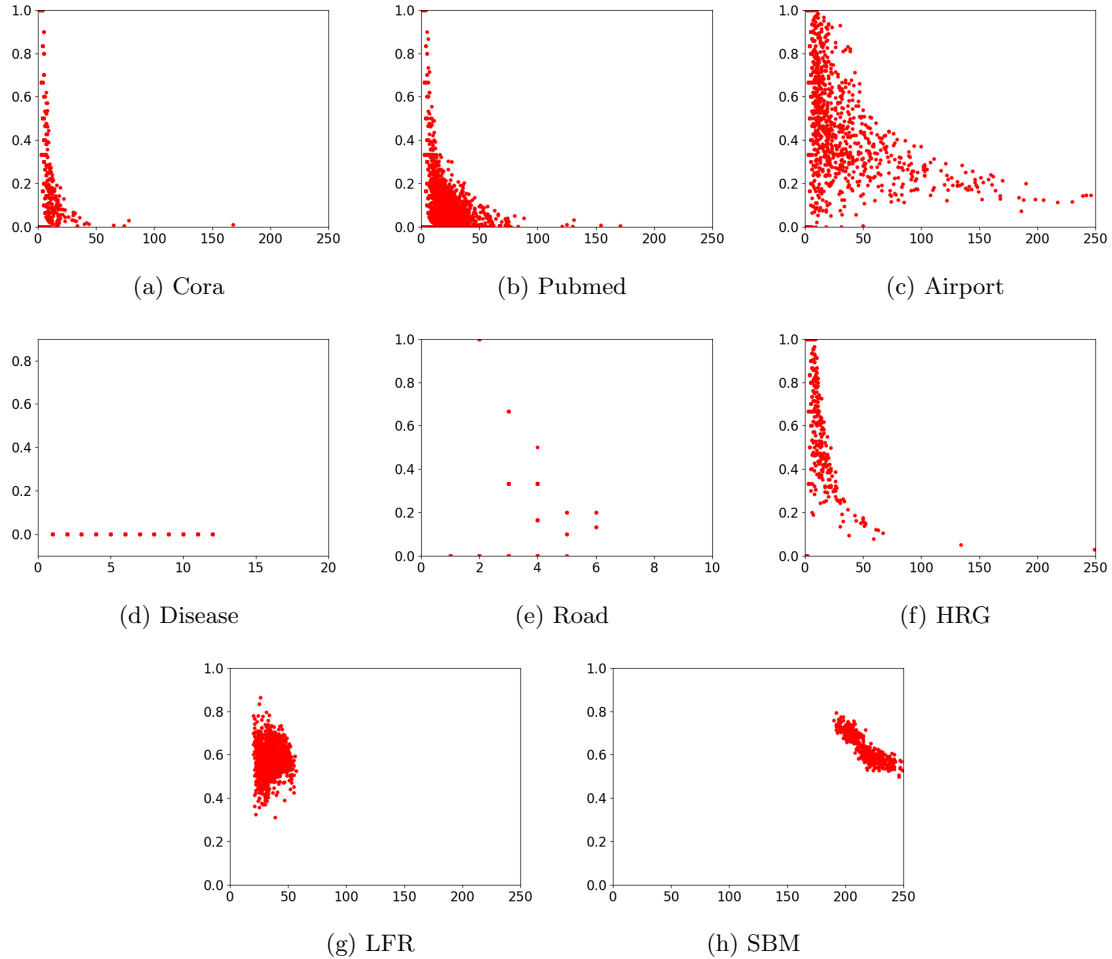 1.0 1.0 1.0
0.8 0.8 0.8
0.6 0.6 0.6
0.4 0.4 0.4
0.2 0.2 0.2
0.0 0.0 0.0
0 50 100 150 200 250 0 50 100 150 200 250 0 50 100 150 200 250
(a) Cora (b) Pubmed (c) Airport
1.0 1.0
0.8 0.8 0.8
0.6 0.6 0.6
0.4 0.4 0.4
0.2 0.2 0.2
0.0 0.0 0.0
0 5 10 15 20 0 2 4 6 8 10 0 50 100 150 200 250
(d) Disease (e) Road (f) HRG
1.0 1.0
0.8 0.8
0.6 0.6
0.4 0.4
0.2 0.2
0.0 0.0
0 50 100 150 200 250 0 50 100 150 200 250
(g) LFR (h) SBM